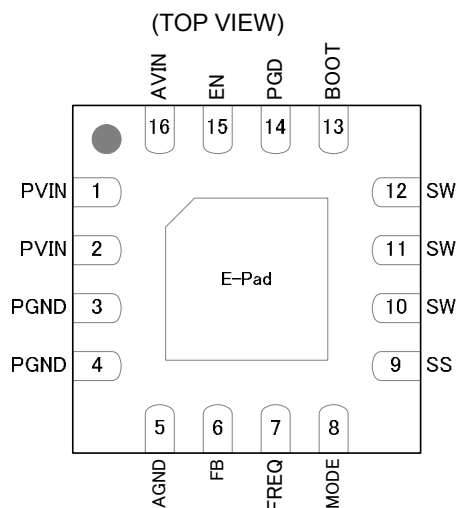 (TOP VIEW)
AVIN
EN
PGD
BOOT
16
15
14
13
PVIN 1
12 SW
PVIN 2
11 SW
E-Pad
PGND 3
10 SW
PGND 4
9 SS
5
6
7
8
AGND
FB
FREQ
MODE